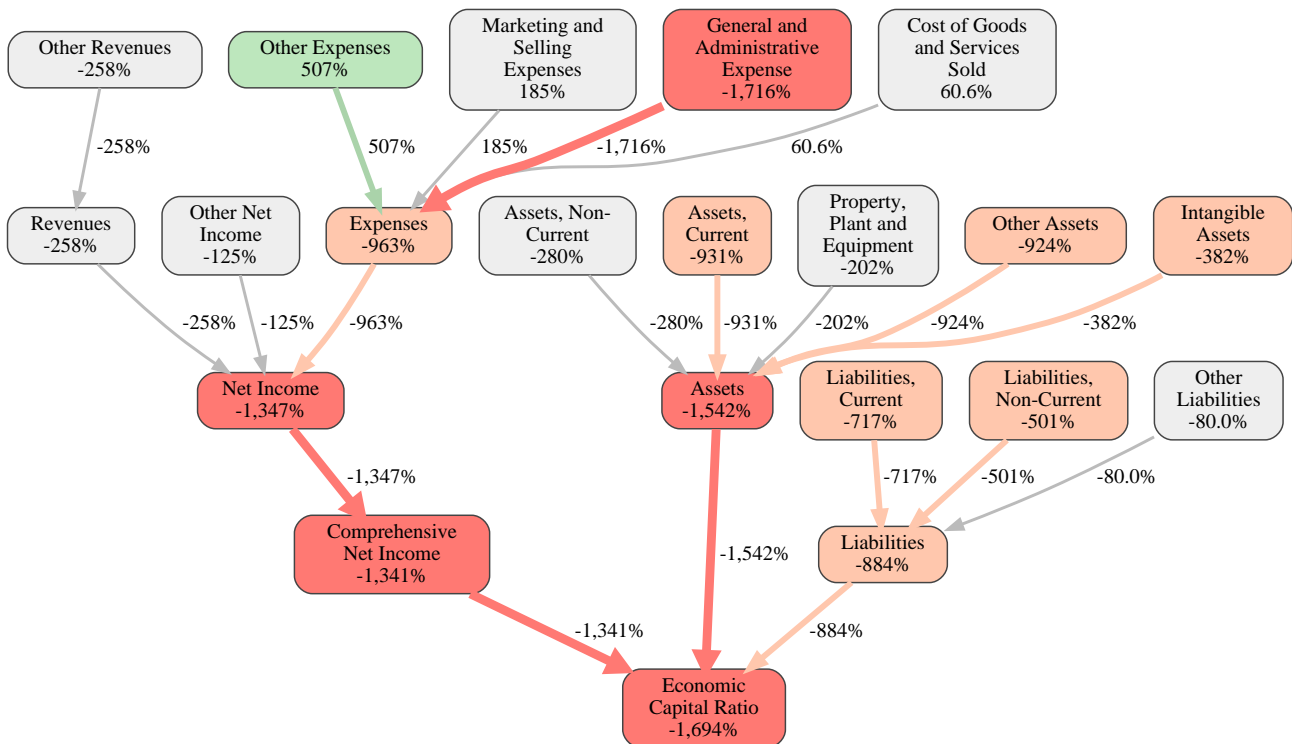 Other Revenues
-258%
Other Expenses
507%
Marketing and
Selling
Expenses
185%
General and
Administrative
Expense
-1,716%
Cost of Goods
and Services
Sold
60.6%
-258%
507%
185%
-1,716%
60.6%
Revenues
-258%
Other Net
Income
-125%
Expenses
-963%
Assets, Non-
Current
-280%
Assets,
Current
-931%
Property,
Plant and
Equipment
-202%
Other Assets
-924%
Intangible
Assets
-382%
-258%
-125%
-963%
-280%
-931%
-202%
-924%
-382%
Net Income
-1,347%
Assets
-1,542%
Liabilities,
Current
-717%
Liabilities,
Non-Current
-501%
Other
Liabilities
-80.0%
-1,347%
-717%
-501%
-80.0%
Comprehensive
Net Income
-1,341%
-1,542%
Liabilities
-884%
-1,341%
-884%
Economic
Capital Ratio
-1,694%